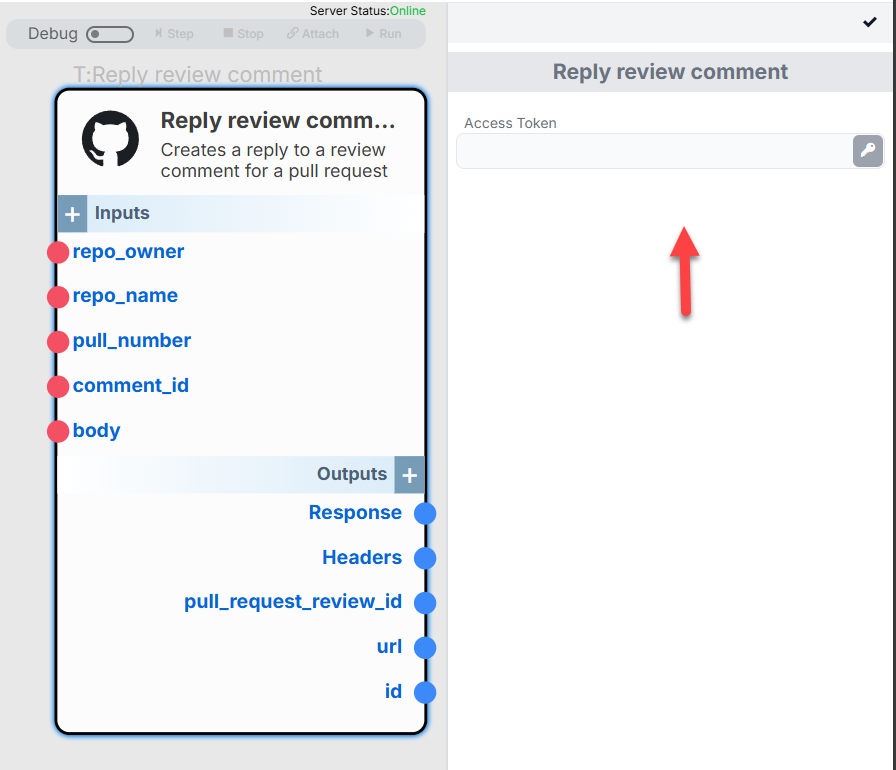 Server Status:Online
Debug Step Stop Attach Run
T:Reply review comment
Reply review comm...
Creates a reply to a review
comment for a pull request
Inputs
repo_owner
repo_name
pull_number
comment_id
body
Outputs
Response
Headers
pull_request_review_id
url
id
Reply review comment
Access Token